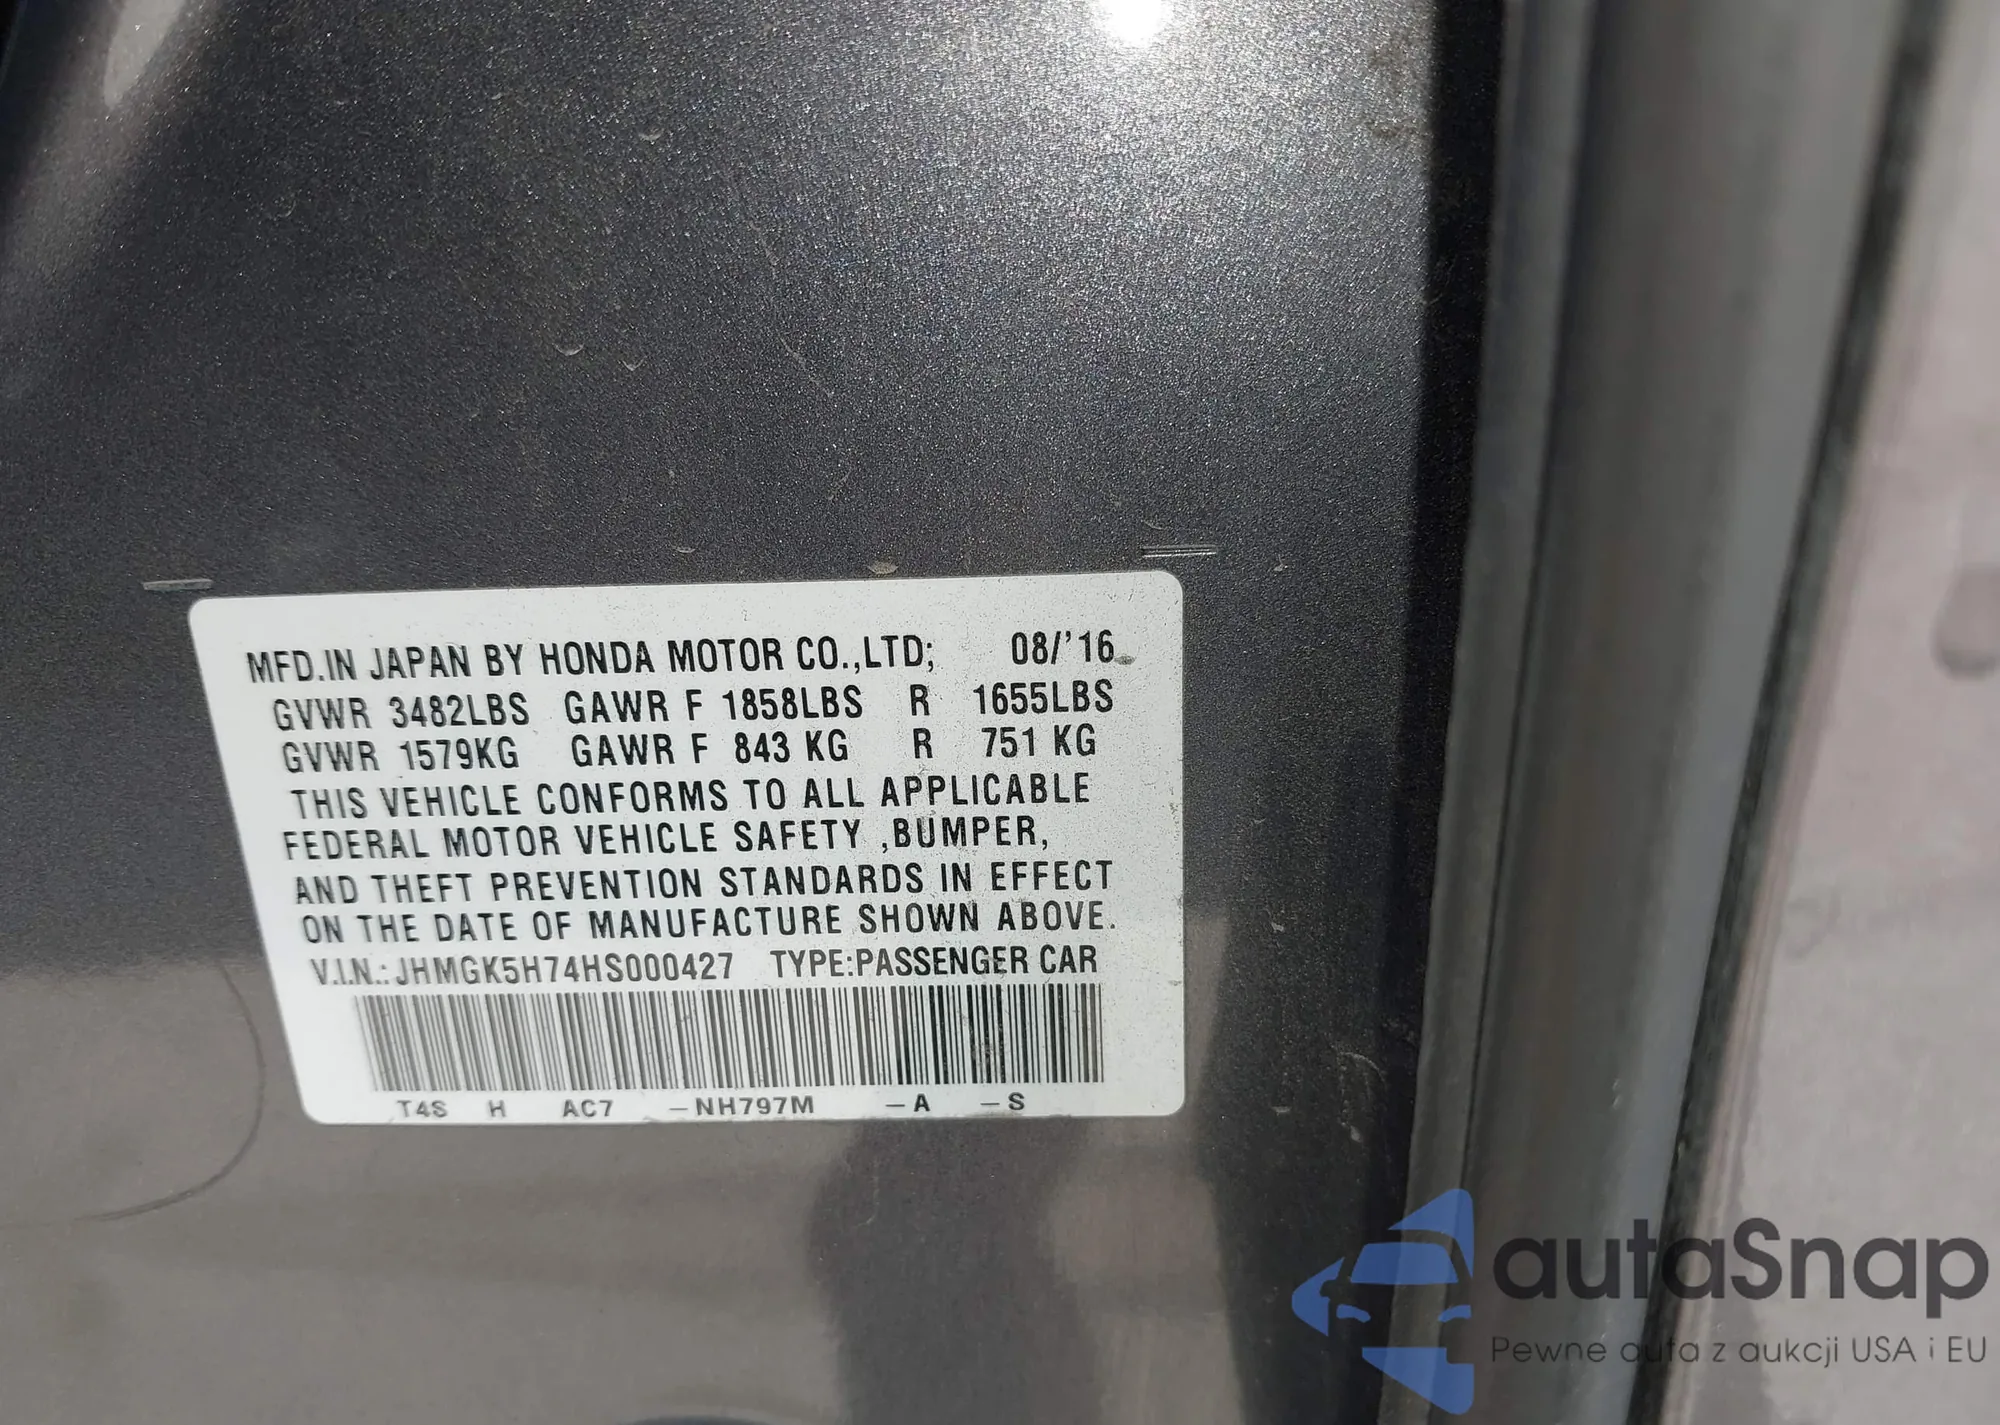 MFD.IN JAPAN BY HONDA MOTOR CO.,LTD; 08/'16
GVWR 3482LBS GAWR F 1858LBS R 1655LBS
GVWR 1579KG GAWR F 843 KG R 751 KG
THIS VEHICLE CONFORMS TO ALL APPLICABLE
FEDERAL MOTOR VEHICLE SAFETY ,BUMPER,
AND THEFT PREVENTION STANDARDS IN EFFECT
ON THE DATE OF MANUFACTURE SHOWN ABOVE.
V.I.N.: JHMGK5H74HS000427 TYPE:PASSENGER CAR
T4S H AC7 -NH797M -A -S
autaSnap
Pewne auta z aukcji USA i EU